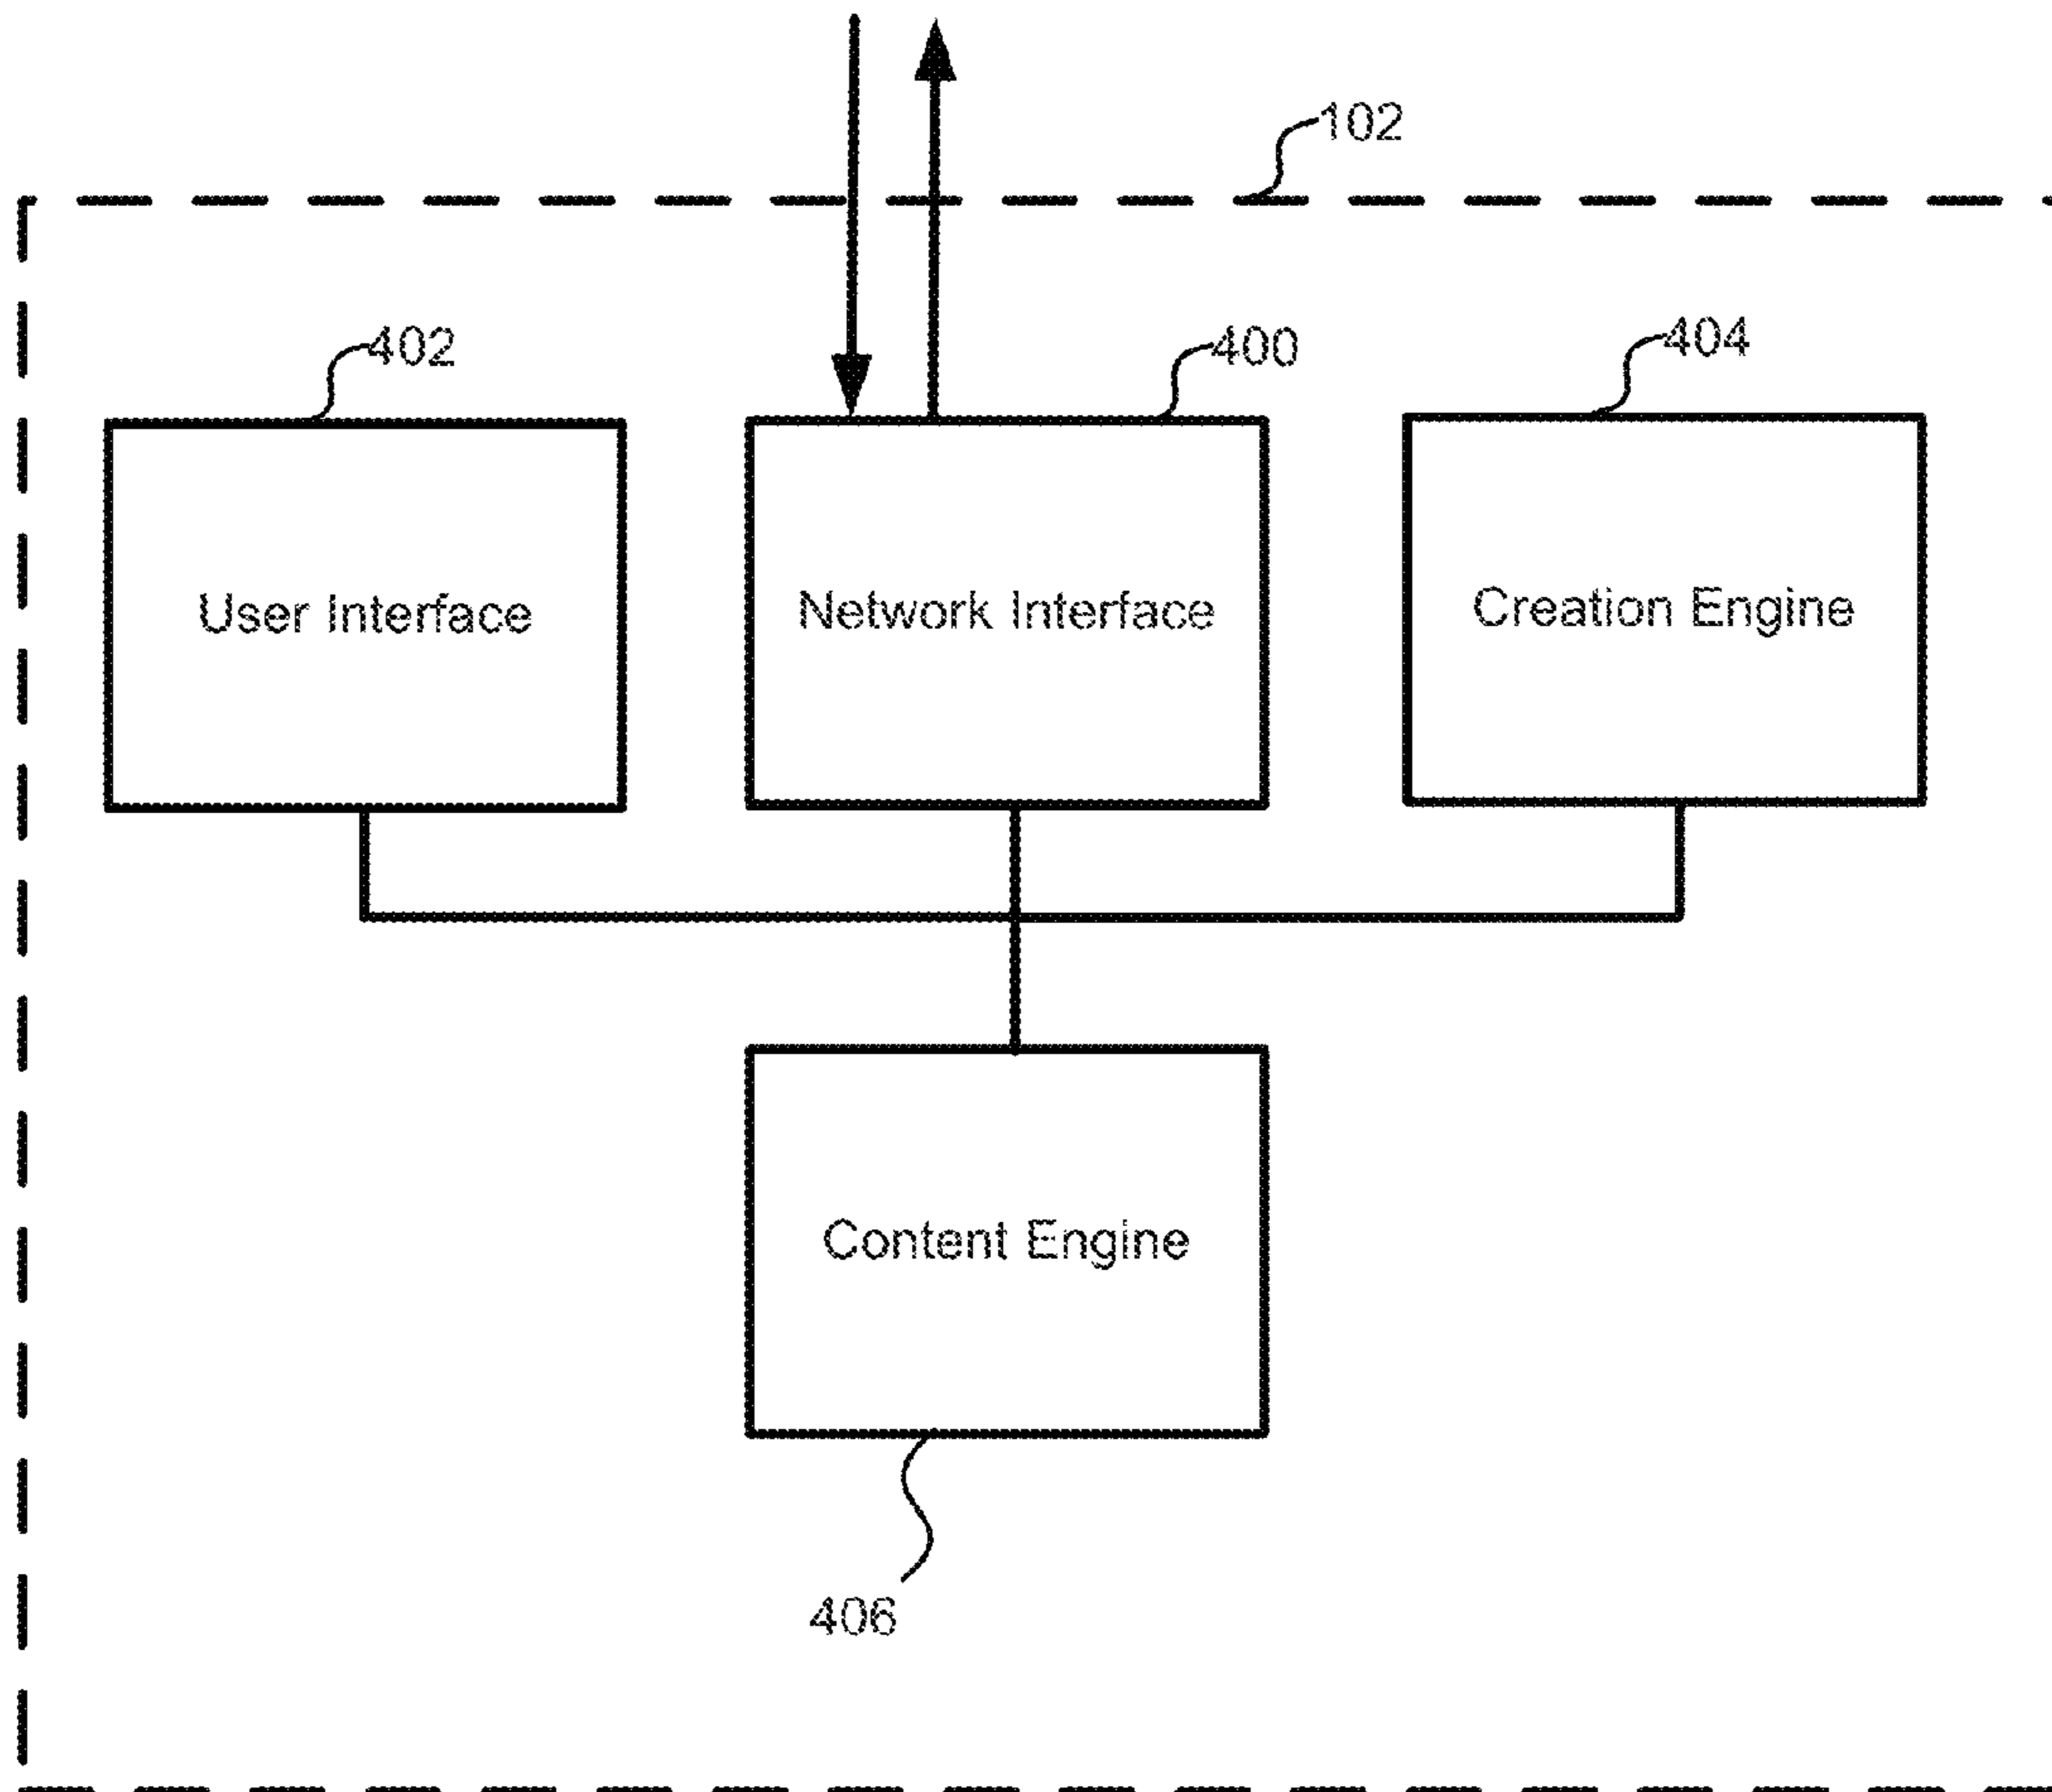 102
402
400
404
User Interface
Network Interface
Creation Engine
Content Engine
406